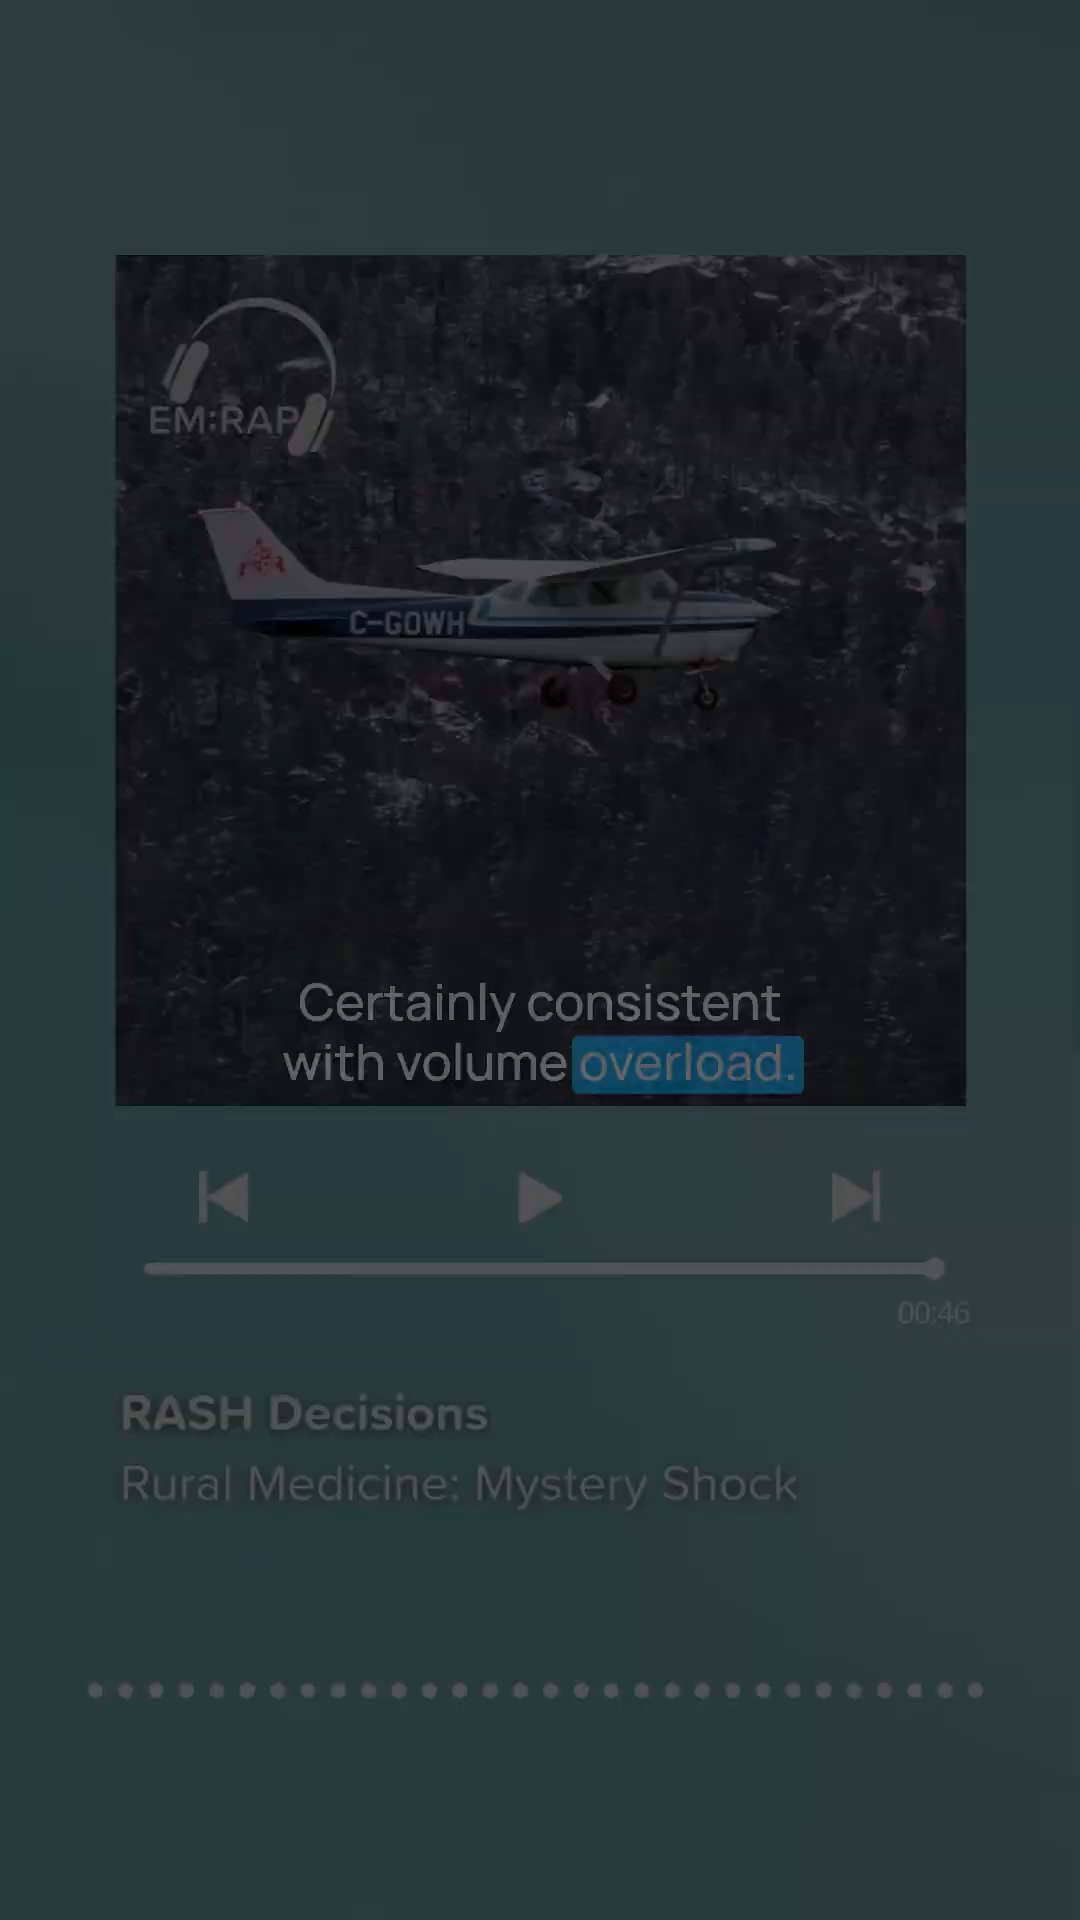 EM:RAP
C-GOWH
Certainly consistent
with volume overload.
00:46
RASH Decisions
Rural Medicine: Mystery Shock